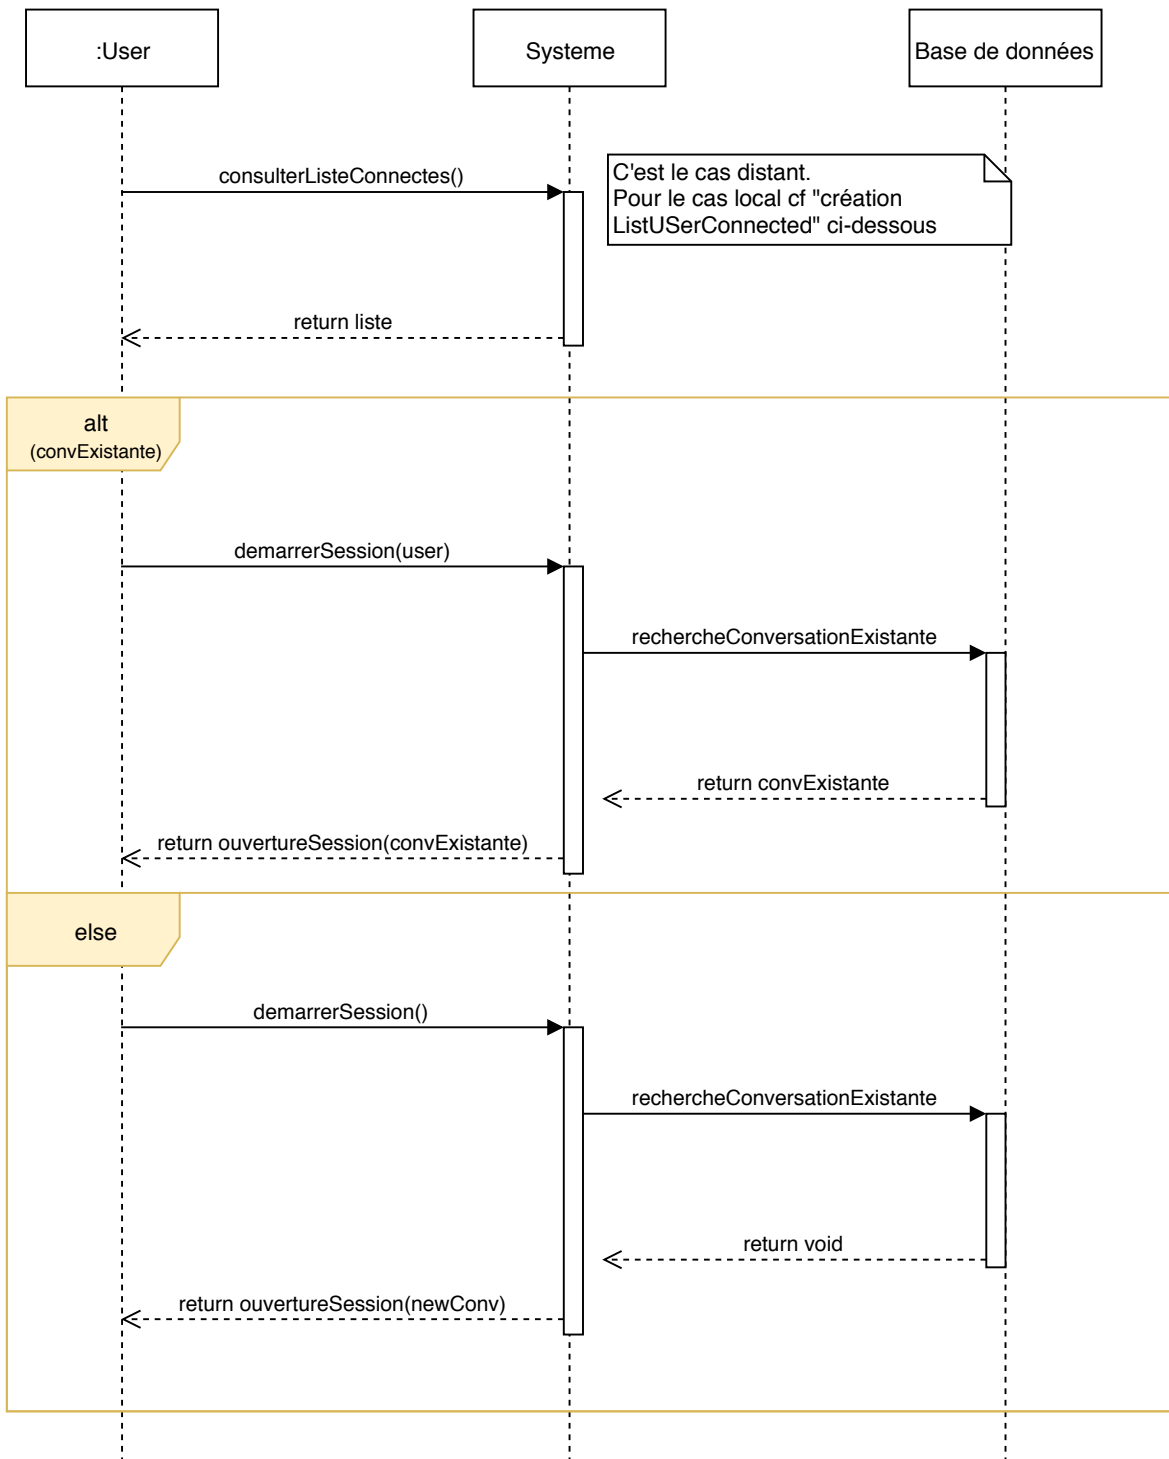 :User
Systeme
Base de données
consulterListeConnectes()
C'est le cas distant.
Pour le cas local cf "création
ListUSerConnected" ci-dessous
return liste
alt
(convExistante)
demarrerSession(user)
rechercheConversationExistante
return convExistante
return ouvertureSession(convExistante)
else
demarrerSession()
rechercheConversationExistante
return void
return ouvertureSession(newConv)